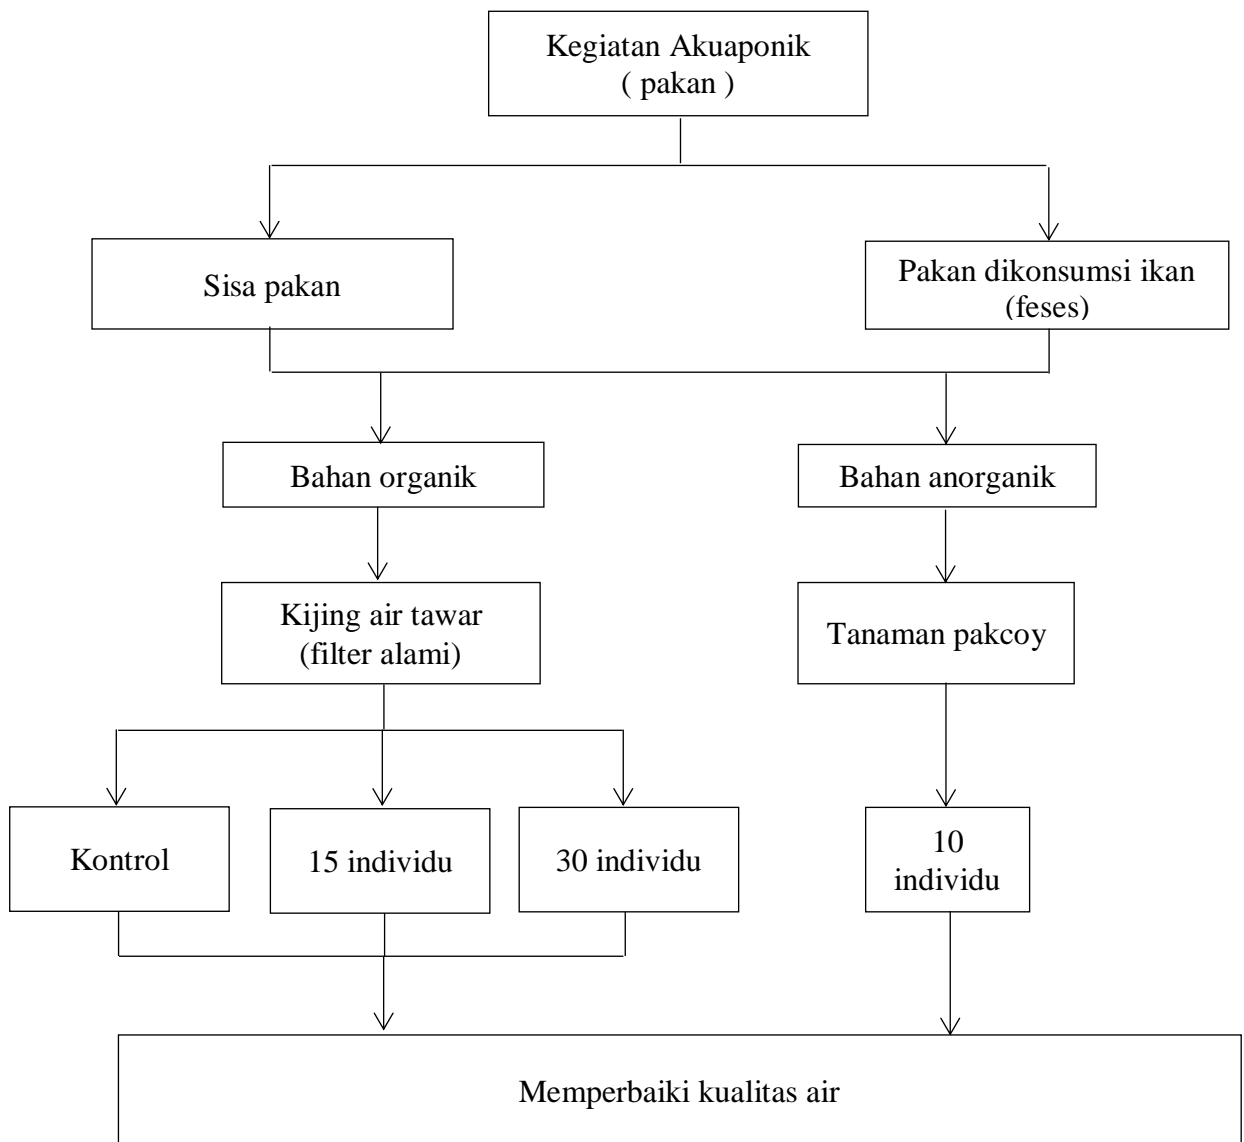 Kegiatan Akuaponik
( pakan )
Sisa pakan
Pakan dikonsumsi ikan
(feses)
Bahan organik
Bahan anorganik
Kijing air tawar
(filter alami)
Tanaman pakcoy
Kontrol
15 individu
30 individu
10
individu
Memperbaiki kualitas air